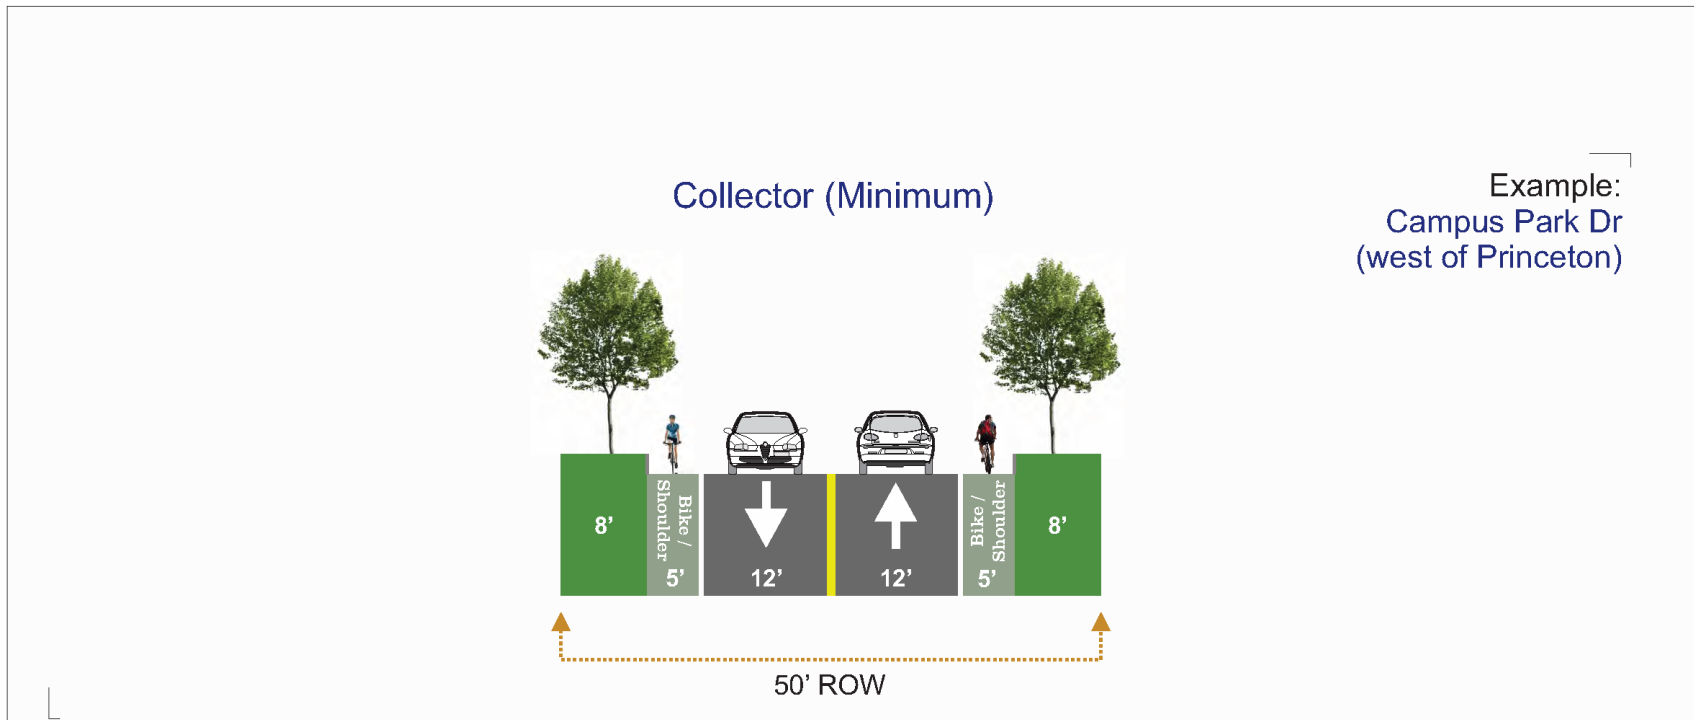 Collector (Minimum)
Example:
Campus Park Dr
(west of Princeton)
8’
Bike /
Shoulder
5’
12’
12’
Bike /
Shoulder
5’
8’
50’ ROW